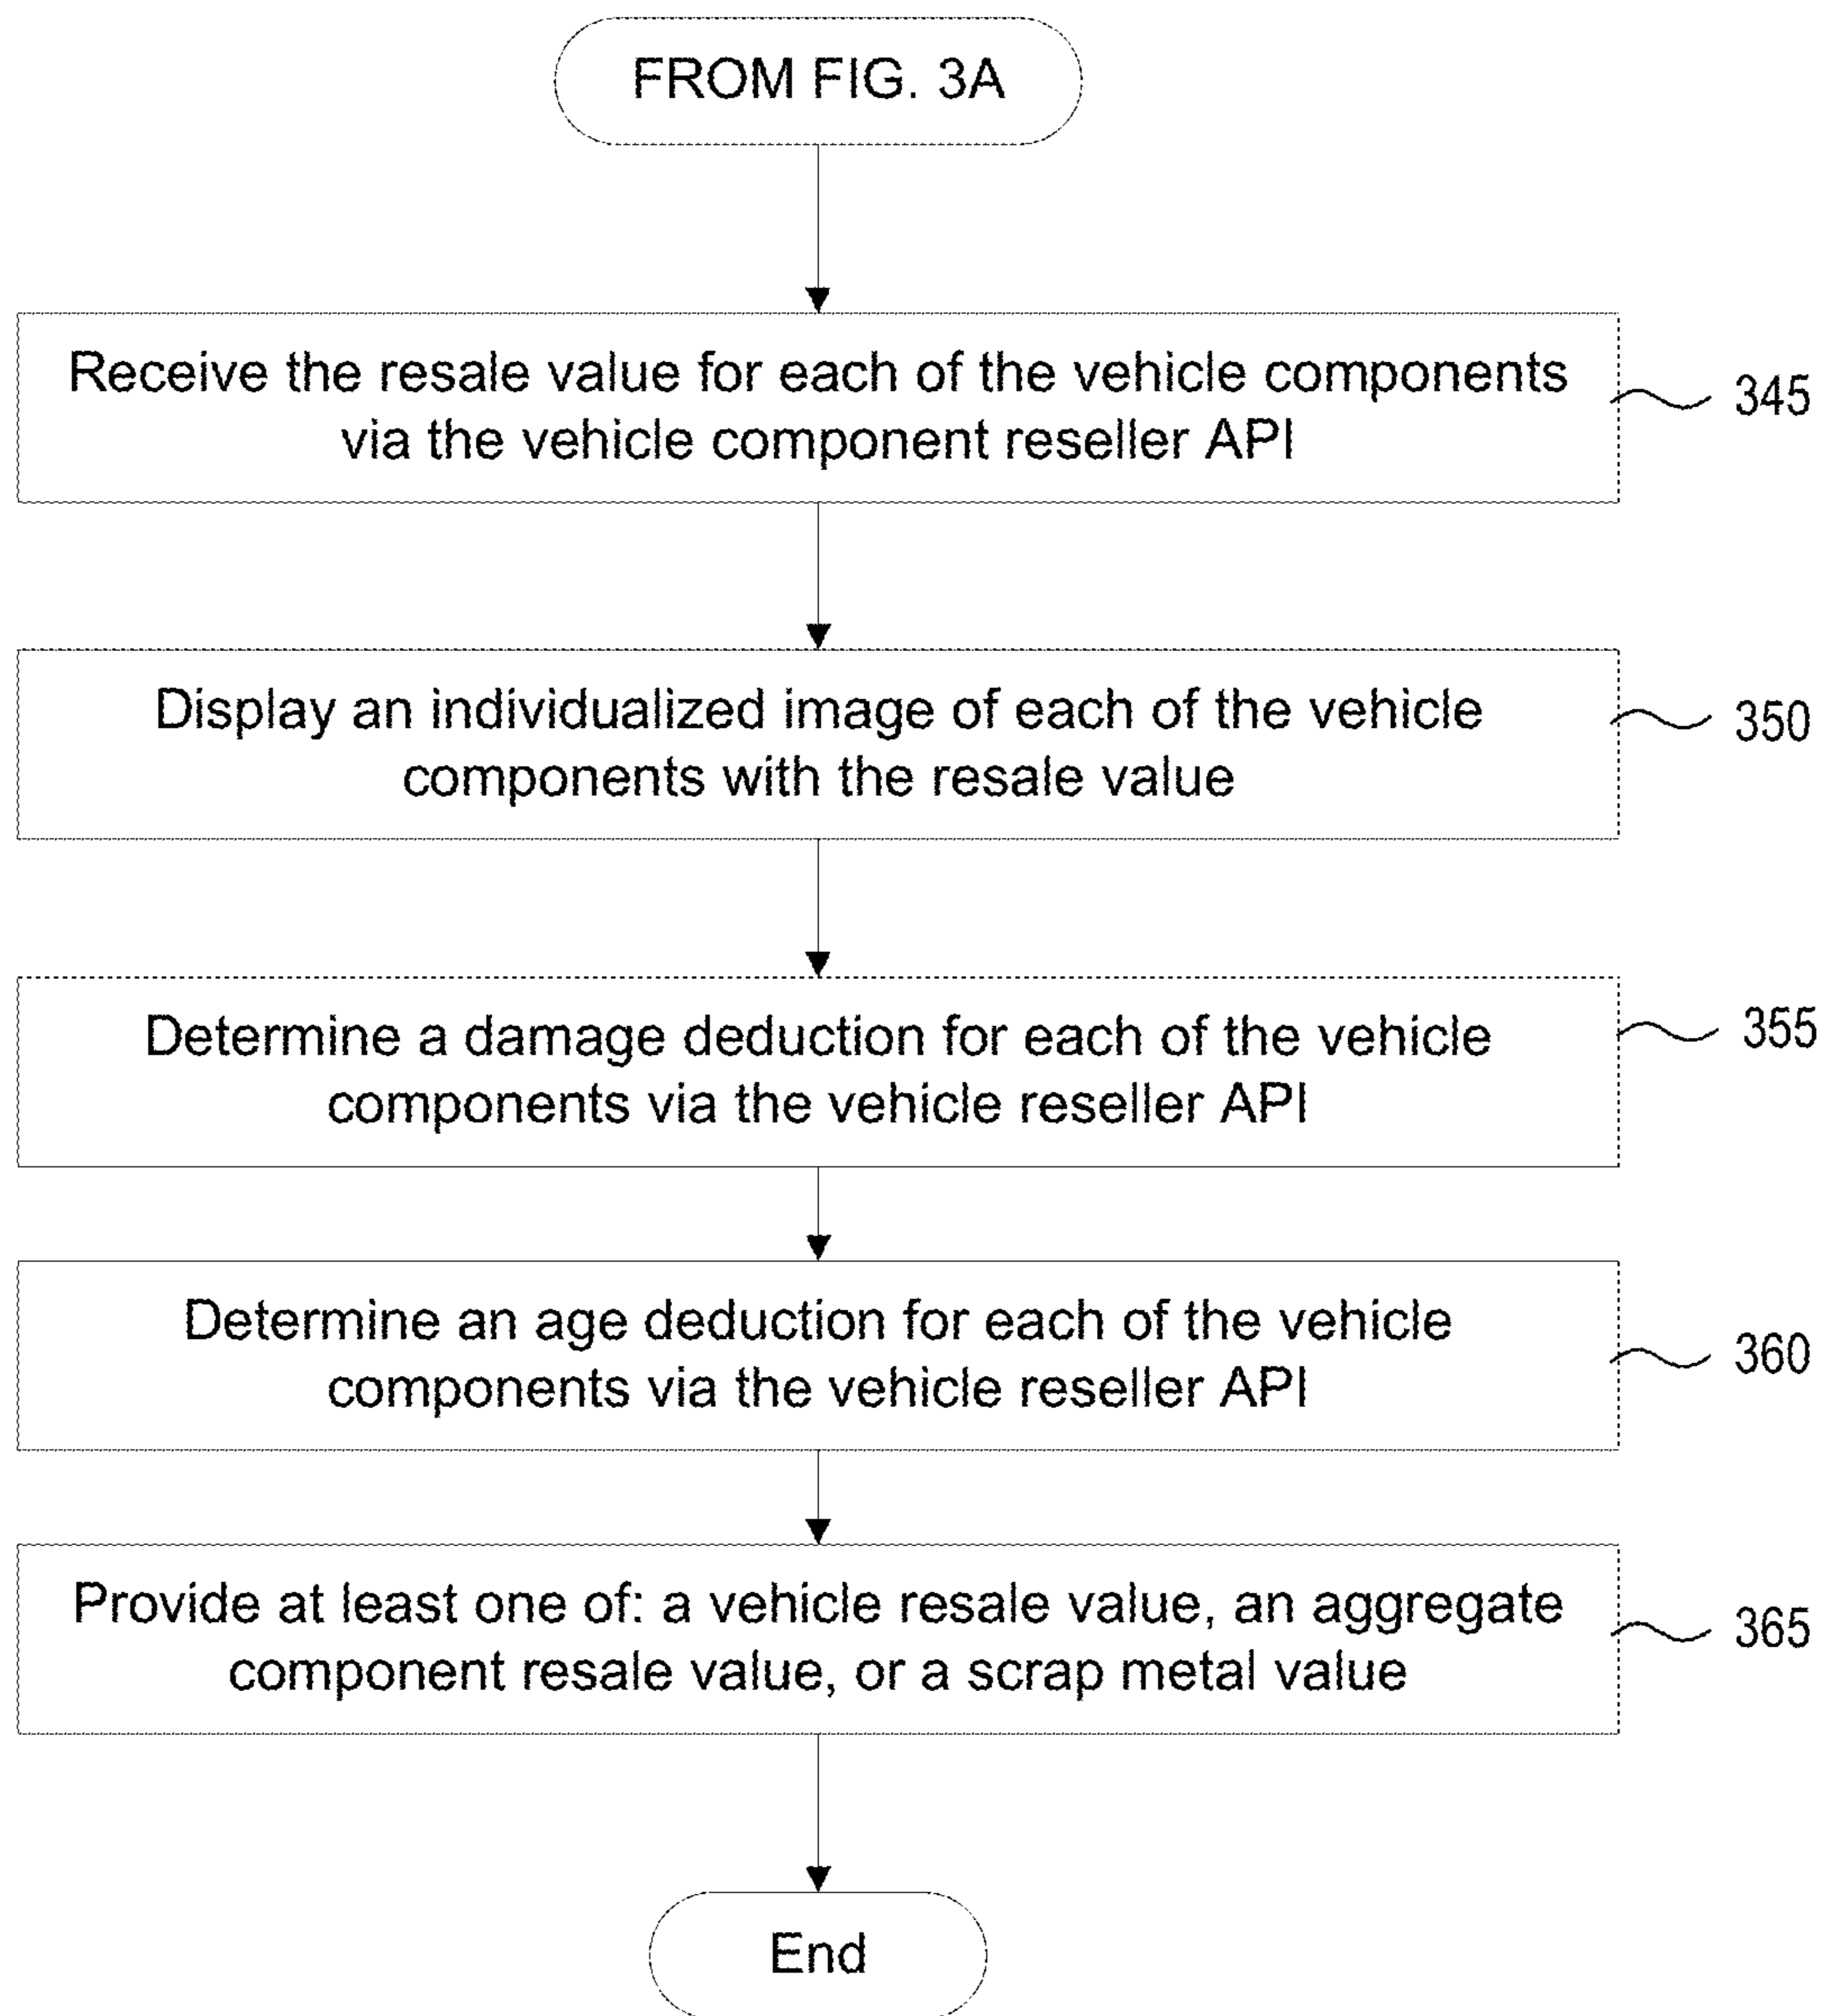 FROM FIG. 3A
Receive the resale value for each of the vehicle components
via the vehicle component reseller API
345
Display an individualized image of each of the vehicle
components with the resale value
350
Determine a damage deduction for each of the vehicle
components via the vehicle reseller API
355
Determine an age deduction for each of the vehicle
components via the vehicle reseller API
360
Provide at least one of: a vehicle resale value, an aggregate
component resale value, or a scrap metal value
365
End